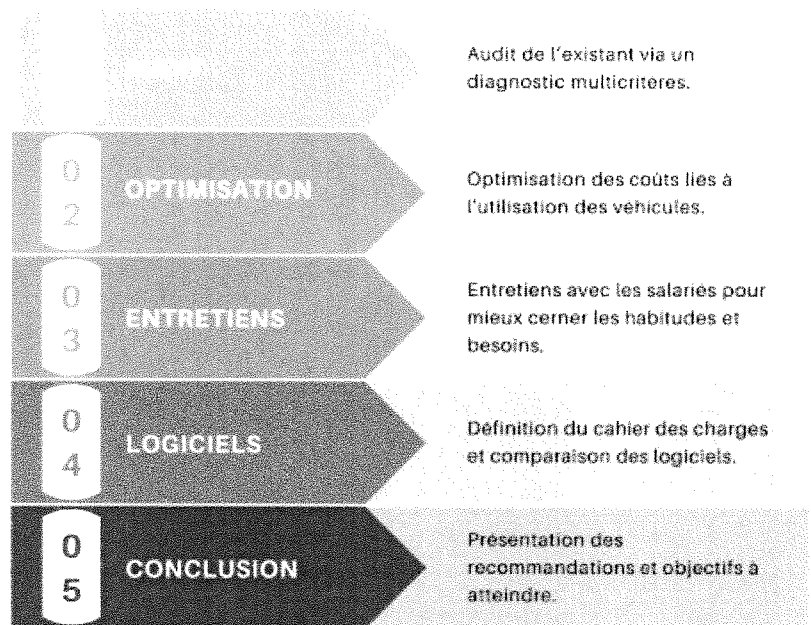 Audit de l'existant via un
diagnostic multicritères.
0
2
OPTIMISATION
Optimisation des coûts liés à
l'utilisation des véhicules.
0
3
ENTRETIENS
Entretiens avec les salariés pour
mieux cerner les habitudes et
besoins.
0
4
LOGICIELS
Définition du cahier des charges
et comparaison des logiciels.
0
5
CONCLUSION
Présentation des
recommandations et objectifs à
atteindre.